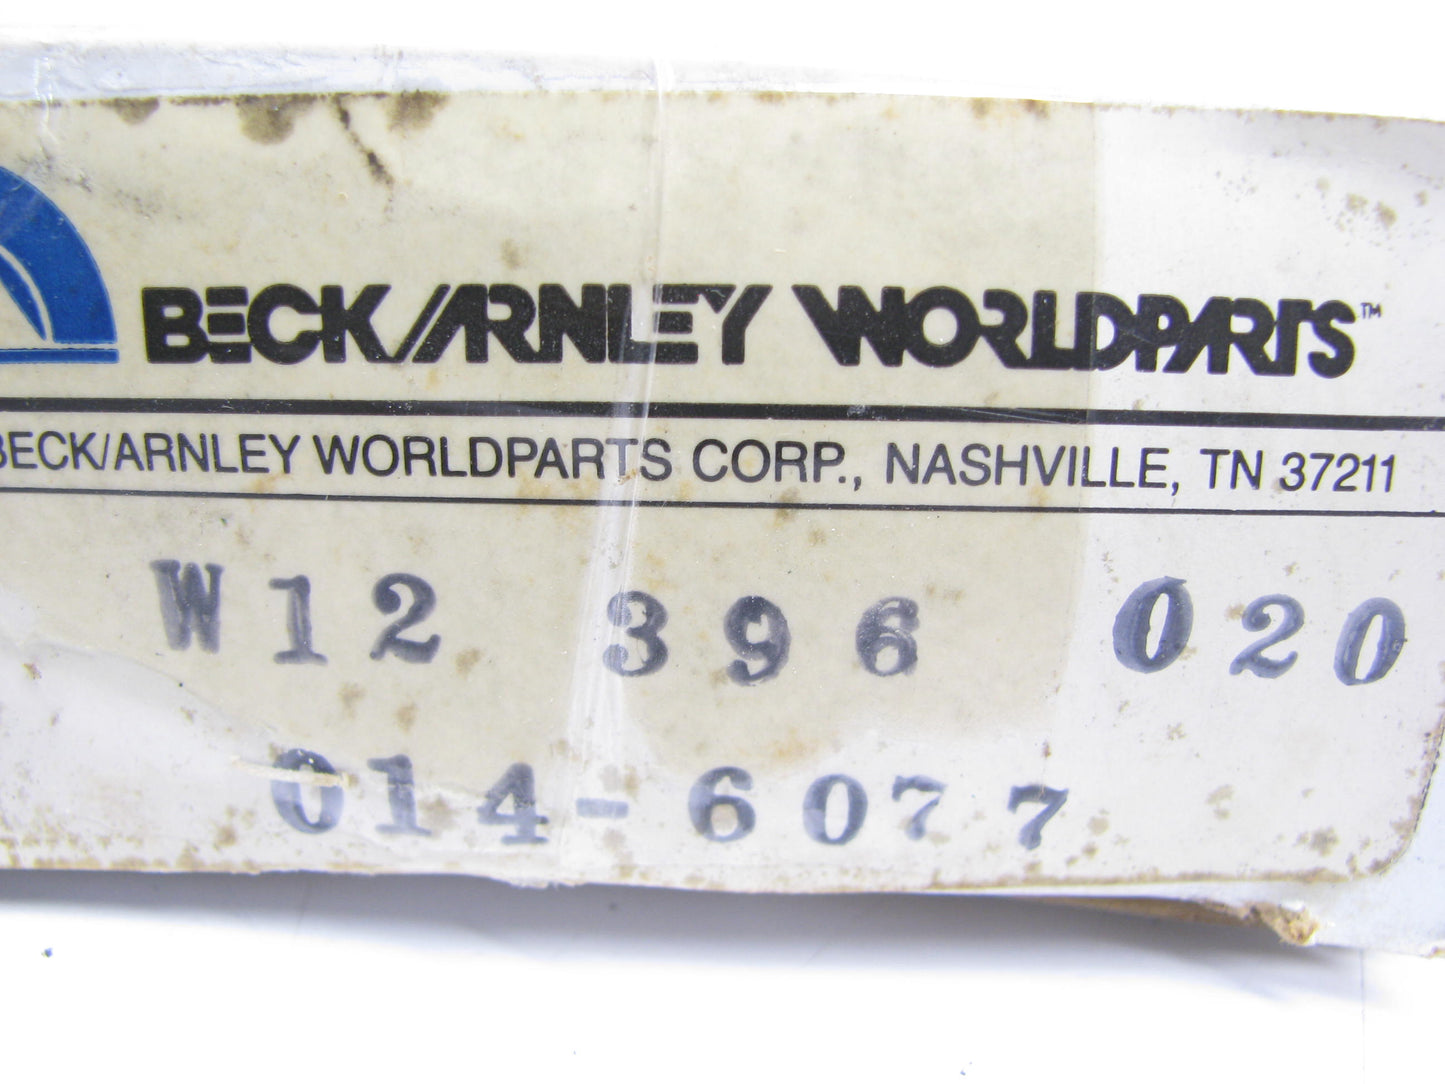 BECK/ARNLEY WORLDPARTS™
BECK/ARNLEY WORLDPARTS CORP., NASHVILLE, TN 37211
W12 396 020
014-6077